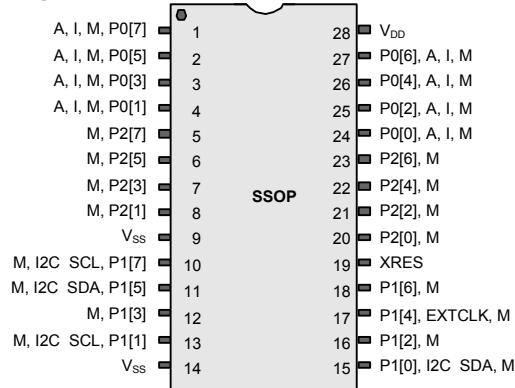 A, I, M, P0[7] 1 28 VDD
A, I, M, P0[5] 2 27 P0[6], A, I, M
A, I, M, P0[3] 3 26 P0[4], A, I, M
A, I, M, P0[1] 4 25 P0[2], A, I, M
M, P2[7] 5 24 P0[0], A, I, M
M, P2[5] 6 23 P2[6], M
M, P2[3] 7 22 P2[4], M
SSOP
M, P2[1] 8 21 P2[2], M
VSS 9 20 P2[0], M
M, I2C SCL, P1[7] 10 19 XRES
M, I2C SDA, P1[5] 11 18 P1[6], M
M, P1[3] 12 17 P1[4], EXTCLK, M
M, I2C SCL, P1[1] 13 16 P1[2], M
VSS 14 15 P1[0], I2C SDA, M